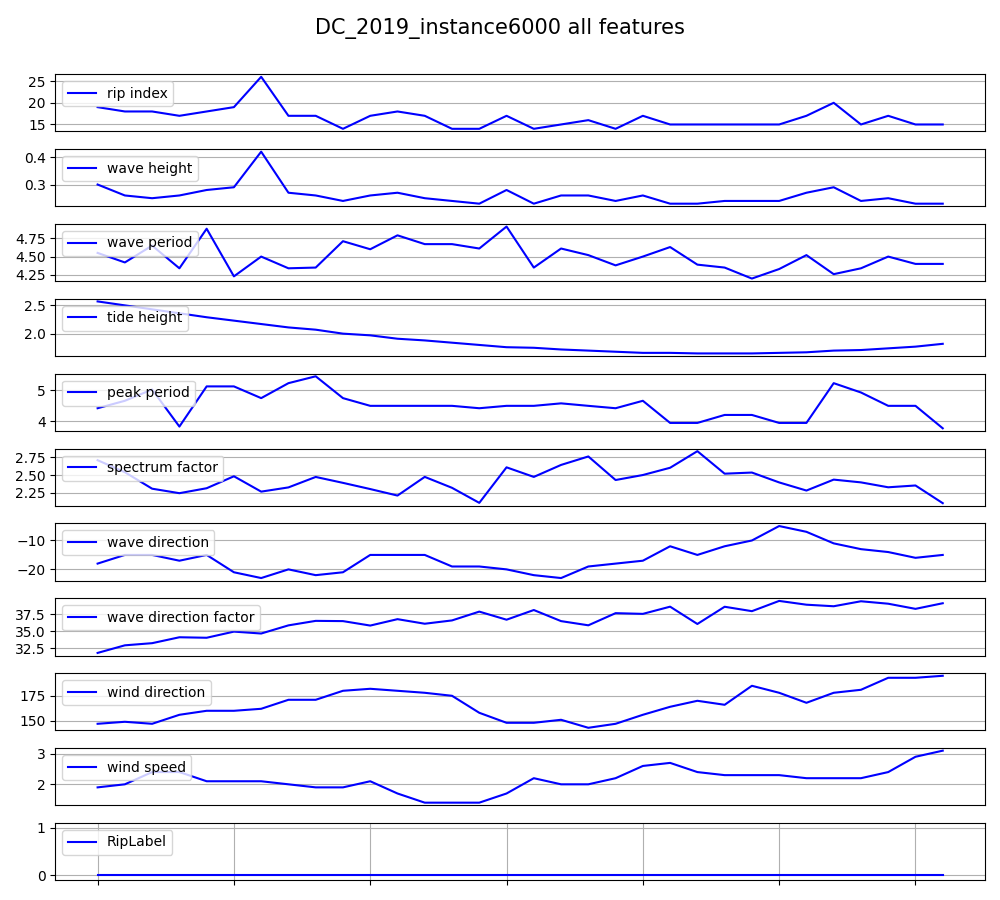 DC_2019_instance6000 all features
25
20
15
rip index
0.4
0.3
wave height
4.75
4.50
4.25
wave period
2.5
2.0
tide height
5
4
peak period
2.75
2.50
2.25
spectrum factor
−10
−20
wave direction
37.5
35.0
32.5
wave direction factor
175
150
wind direction
3
2
wind speed
1
0
RipLabel